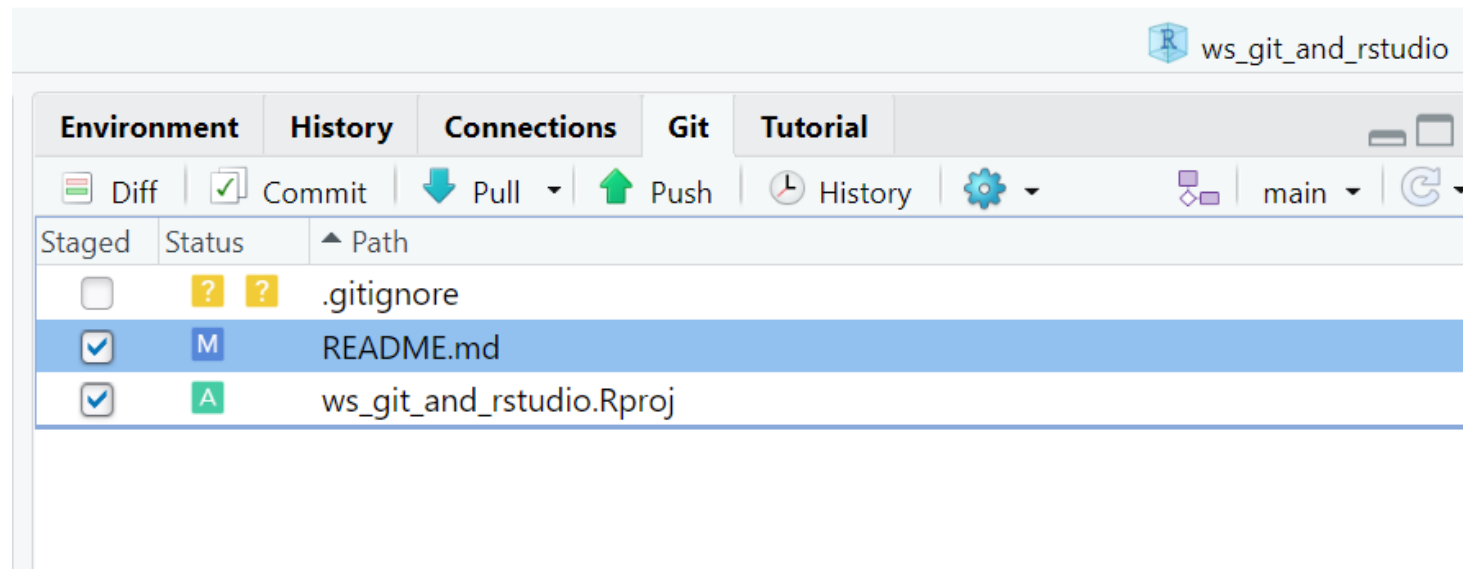 ws_git_and_rstudio
Environment History Connections Git Tutorial
Diff Commit Pull Push History main
Staged Status Path
? ? .gitignore
M README.md
A ws_git_and_rstudio.Rproj